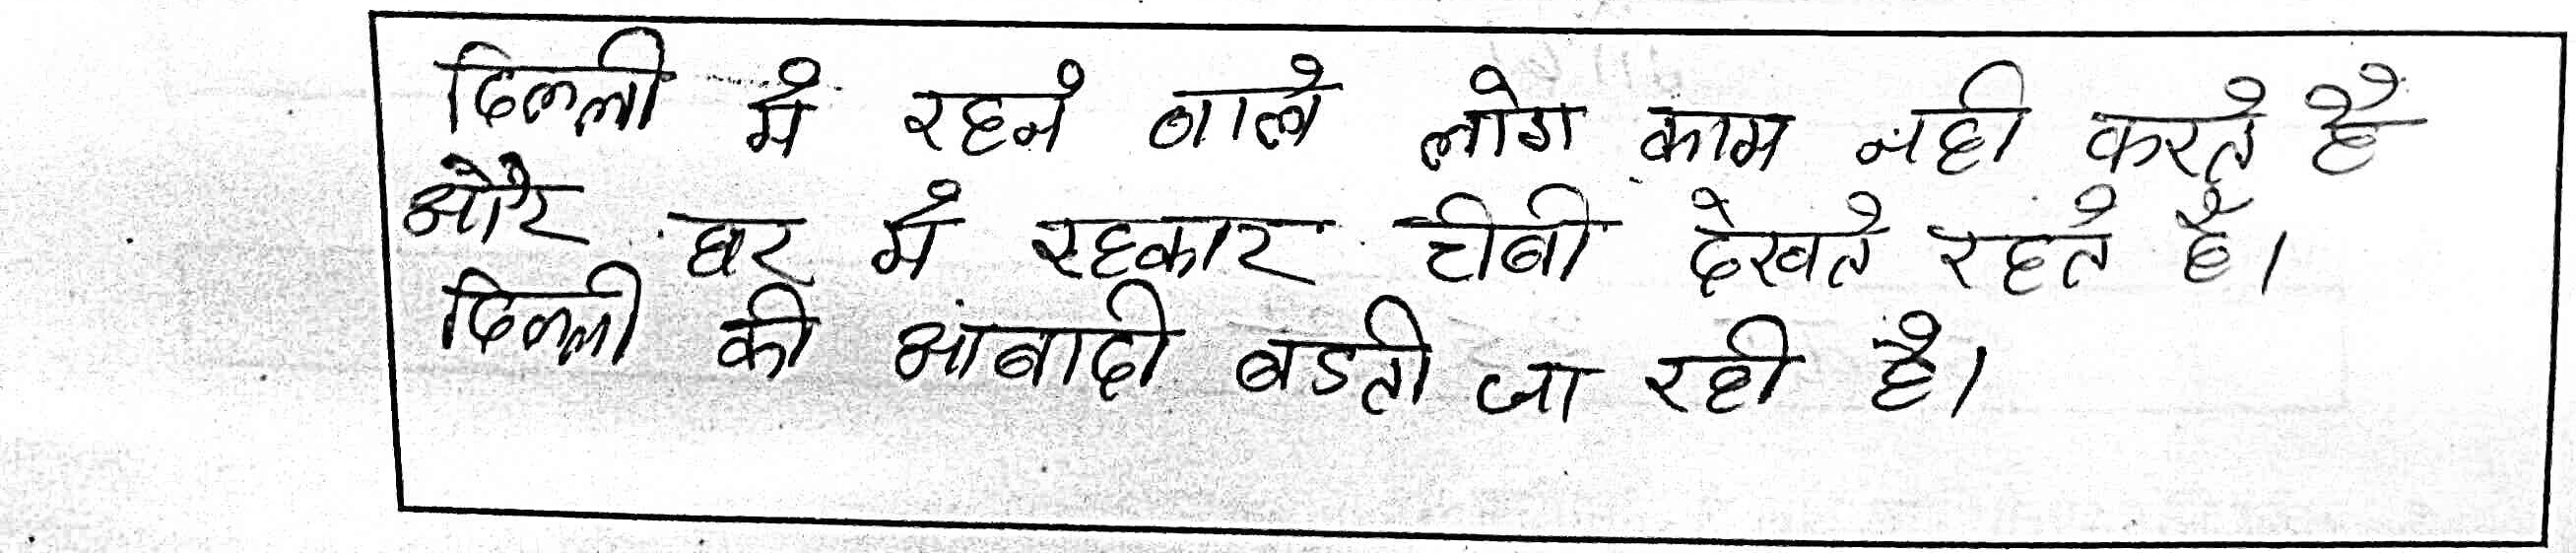 दिल्ली मे रहने बाले लोग काम नही करते है
और घर मे रहकार टीबी देखते रहते है।
दिल्ली की आबादी बडती जा रही है।